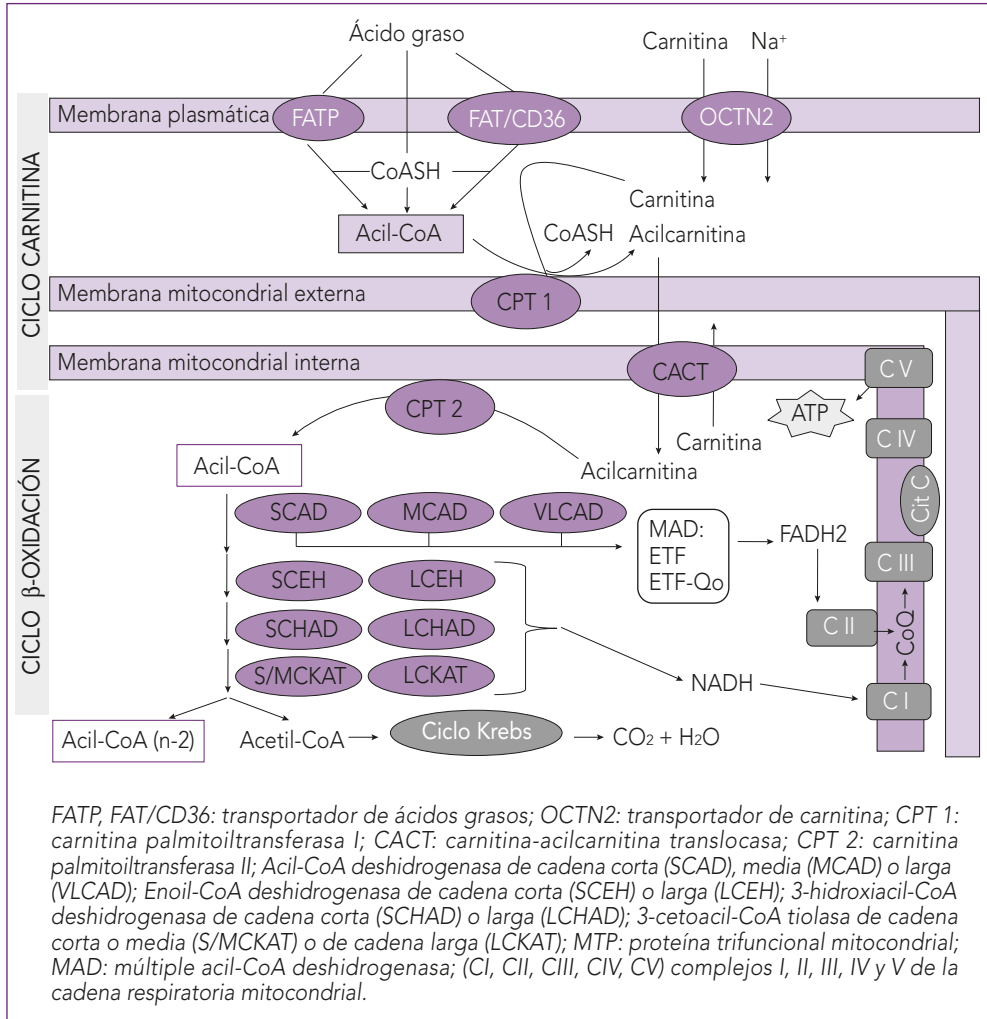 Ácido graso
Carnitina Na⁺
Membrana plasmática
FATP
FAT/CD36
OCTN2
CICLO CARNITINA
CoASH
Carnitina
Acil-CoA
CoASH
Acilcarnitina
Membrana mitocondrial externa
CPT 1
Membrana mitocondrial interna
CACT
C V
ATP
CPT 2
Carnitina
C IV
Acil-CoA
Acilcarnitina
Cit C
CICLO β-OXIDACIÓN
SCAD
MCAD
VLCAD
MAD:
ETF
ETF-Qo
FADH2
C III
SCEH
LCEH
C II
CoQ
SCHAD
LCHAD
S/MCKAT
LCKAT
NADH
C I
Acil-CoA (n-2)
Acetil-CoA
Ciclo Krebs
CO₂ + H₂O
FATP, FAT/CD36: transportador de ácidos grasos; OCTN2: transportador de carnitina; CPT 1:
carnitina palmitoiltransferasa I; CACT: carnitina-acilcarnitina translocasa; CPT 2: carnitina
palmitoiltransferasa II; Acil-CoA deshidrogenasa de cadena corta (SCAD), media (MCAD) o larga
(VLCAD); Enoil-CoA deshidrogenasa de cadena corta (SCEH) o larga (LCEH); 3-hidroxiacil-CoA
deshidrogenasa de cadena corta (SCHAD) o larga (LCHAD); 3-cetoacil-CoA tiolasa de cadena
corta o media (S/MCKAT) o de cadena larga (LCKAT); MTP: proteína trifuncional mitocondrial;
MAD: múltiple acil-CoA deshidrogenasa; (CI, CII, CIII, CIV, CV) complejos I, II, III, IV y V de la
cadena respiratoria mitocondrial.